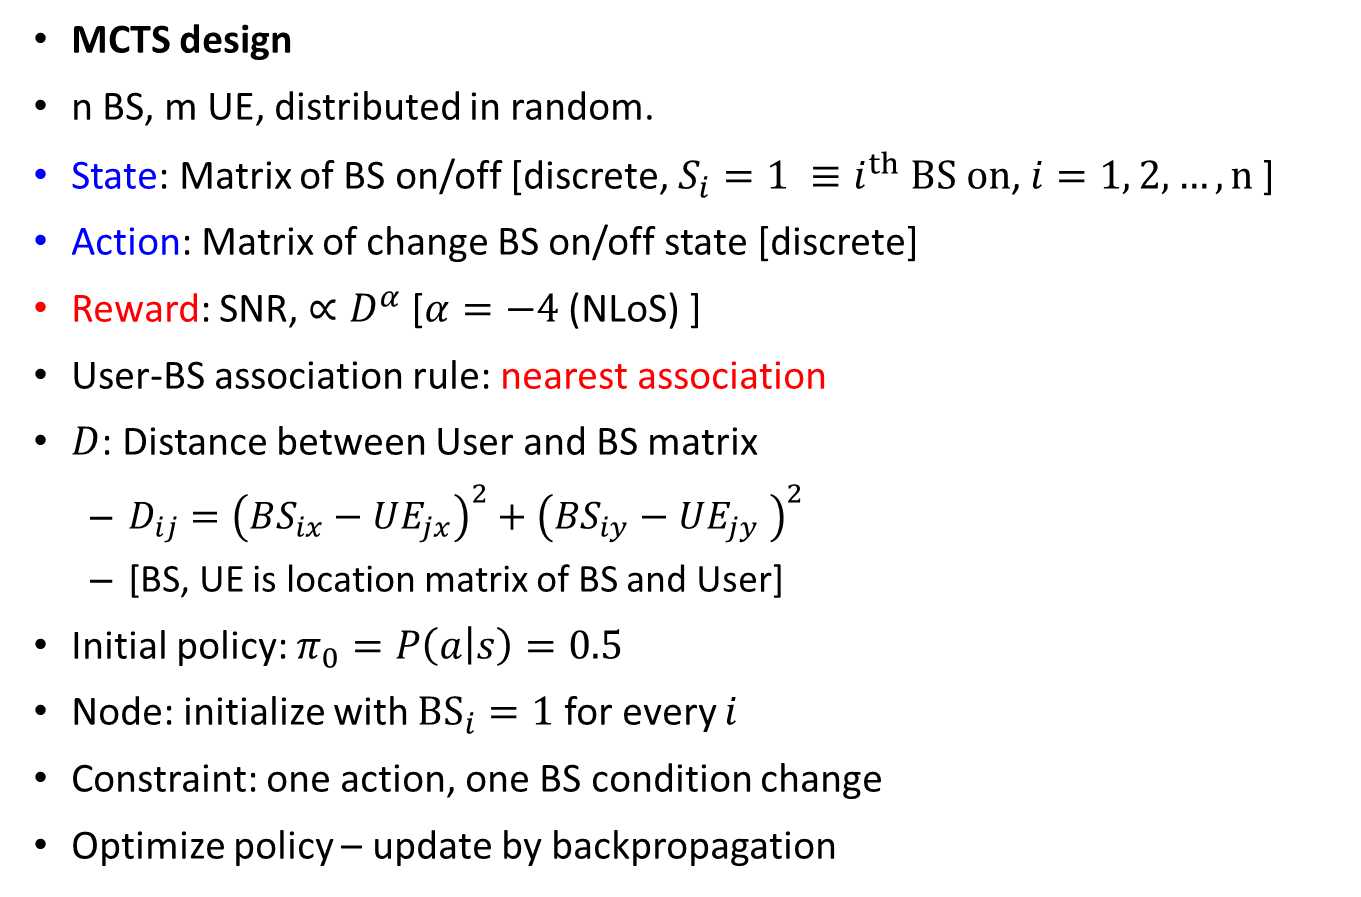 • MCTS design
• n BS, m UE, distributed in random.
• State: Matrix of BS on/off [discrete, Sᵢ = 1 ≡ iᵗʰ BS on, i = 1, 2, … , n ]
• Action: Matrix of change BS on/off state [discrete]
• Reward: SNR, ∝ D^α [α = −4 (NLoS) ]
• User-BS association rule: nearest association
• D: Distance between User and BS matrix
– D_ij = (BS_ix − UE_jx)² + (BS_iy − UE_jy )²
– [BS, UE is location matrix of BS and User]
• Initial policy: π₀ = P(a|s) = 0.5
• Node: initialize with BSᵢ = 1 for every i
• Constraint: one action, one BS condition change
• Optimize policy – update by backpropagation